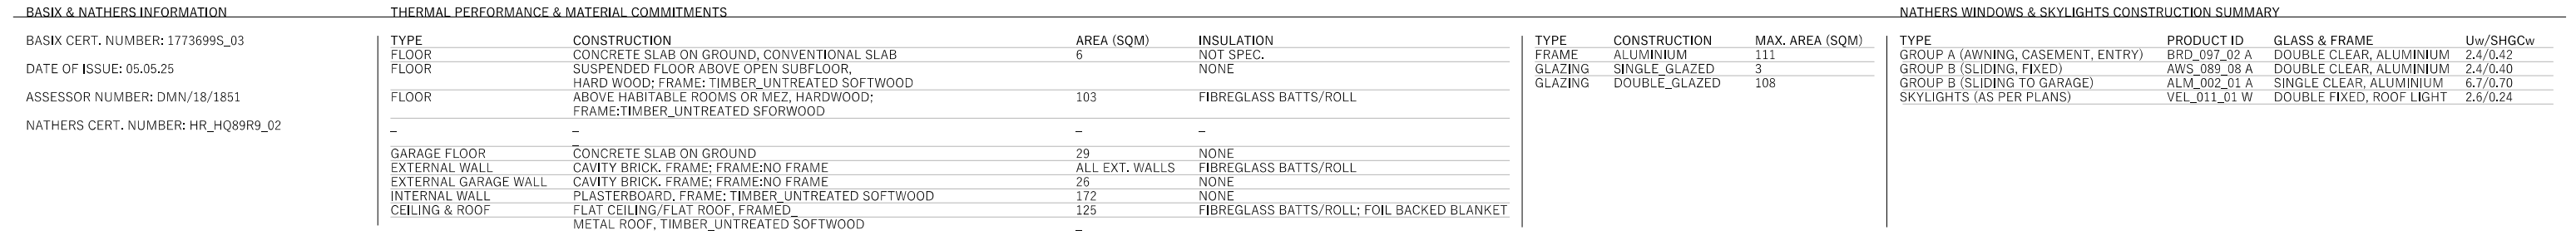 BASIX & NATHERS INFORMATION
BASIX CERT. NUMBER: 1773699S_03
DATE OF ISSUE: 05.05.25
ASSESSOR NUMBER: DMN/18/1851
NATHERS CERT. NUMBER: HR_HQ89R9_02
THERMAL PERFORMANCE & MATERIAL COMMITMENTS
TYPE CONSTRUCTION AREA (SQM) INSULATION
FLOOR CONCRETE SLAB ON GROUND, CONVENTIONAL SLAB 6 NOT SPEC.
FLOOR SUSPENDED FLOOR ABOVE OPEN SUBFLOOR, NONE
HARD WOOD; FRAME: TIMBER_UNTREATED SOFTWOOD
FLOOR ABOVE HABITABLE ROOMS OR MEZ, HARDWOOD; 103 FIBREGLASS BATTS/ROLL
FRAME:TIMBER_UNTREATED SFORWOOD
_ _ _ _
_
GARAGE FLOOR CONCRETE SLAB ON GROUND 29 NONE
EXTERNAL WALL CAVITY BRICK. FRAME; FRAME:NO FRAME ALL EXT. WALLS FIBREGLASS BATTS/ROLL
EXTERNAL GARAGE WALL CAVITY BRICK. FRAME; FRAME:NO FRAME 26 NONE
INTERNAL WALL PLASTERBOARD. FRAME: TIMBER_UNTREATED SOFTWOOD 172 NONE
CEILING & ROOF FLAT CEILING/FLAT ROOF, FRAMED_ 125 FIBREGLASS BATTS/ROLL; FOIL BACKED BLANKET
METAL ROOF, TIMBER_UNTREATED SOFTWOOD _
TYPE CONSTRUCTION MAX. AREA (SQM)
FRAME ALUMINIUM 111
GLAZING SINGLE_GLAZED 3
GLAZING DOUBLE_GLAZED 108
NATHERS WINDOWS & SKYLIGHTS CONSTRUCTION SUMMARY
TYPE PRODUCT ID GLASS & FRAME Uw/SHGCw
GROUP A (AWNING, CASEMENT, ENTRY) BRD_097_02 A DOUBLE CLEAR, ALUMINIUM 2.4/0.42
GROUP B (SLIDING, FIXED) AWS_089_08 A DOUBLE CLEAR, ALUMINIUM 2.4/0.40
GROUP B (SLIDING TO GARAGE) ALM_002_01 A SINGLE CLEAR, ALUMINIUM 6.7/0.70
SKYLIGHTS (AS PER PLANS) VEL_011_01 W DOUBLE FIXED, ROOF LIGHT 2.6/0.24